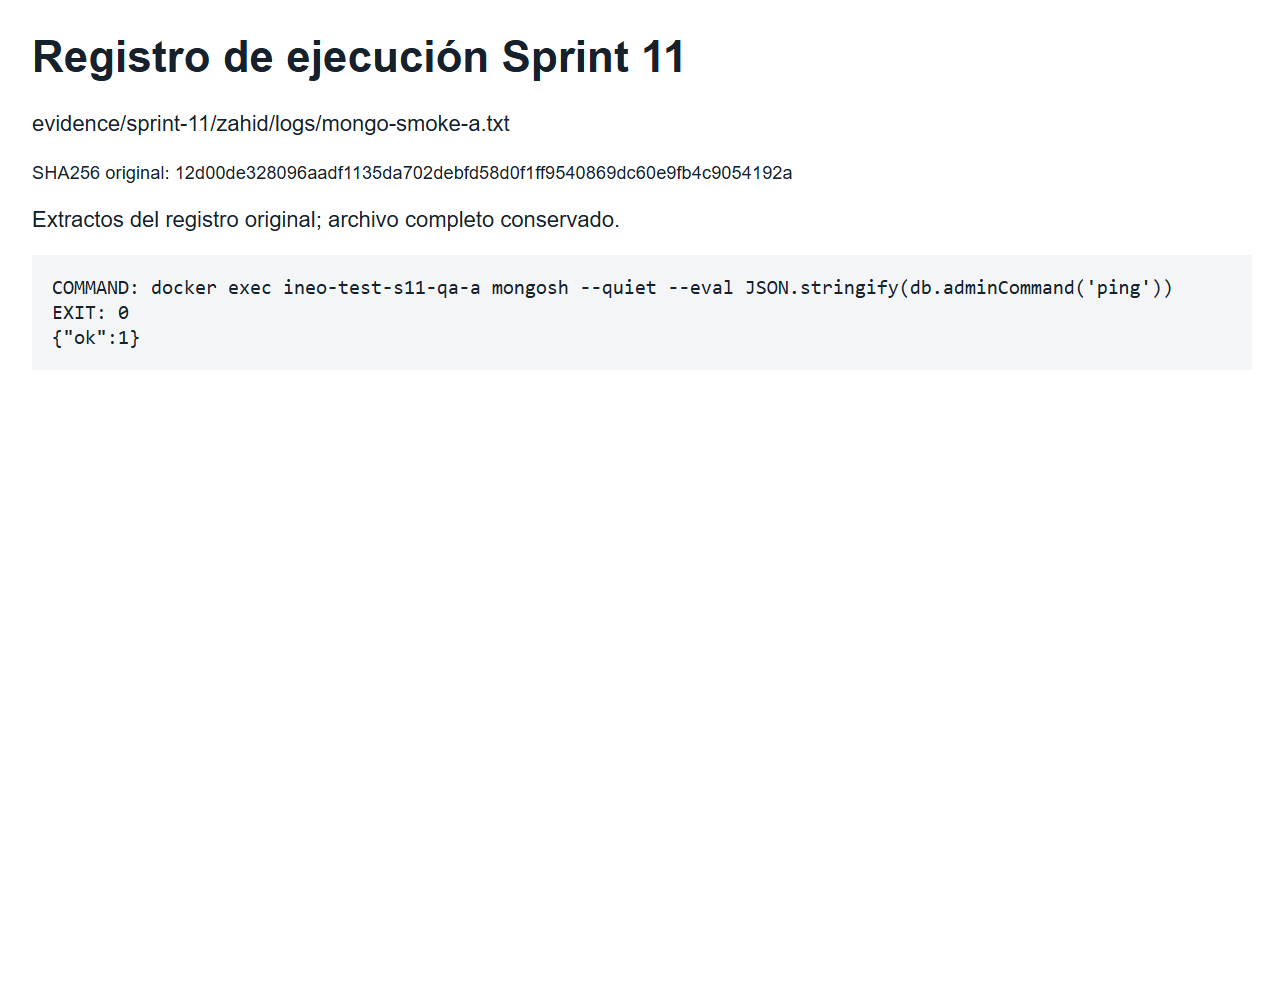 Registro de ejecución Sprint 11
evidence/sprint-11/zahid/logs/mongo-smoke-a.txt
SHA256 original: 12d00de328096aadf1135da702debfd58d0f1ff9540869dc60e9fb4c9054192a
Extractos del registro original; archivo completo conservado.
COMMAND: docker exec ineo-test-s11-qa-a mongosh --quiet --eval JSON.stringify(db.adminCommand('ping'))
EXIT: 0
{"ok":1}